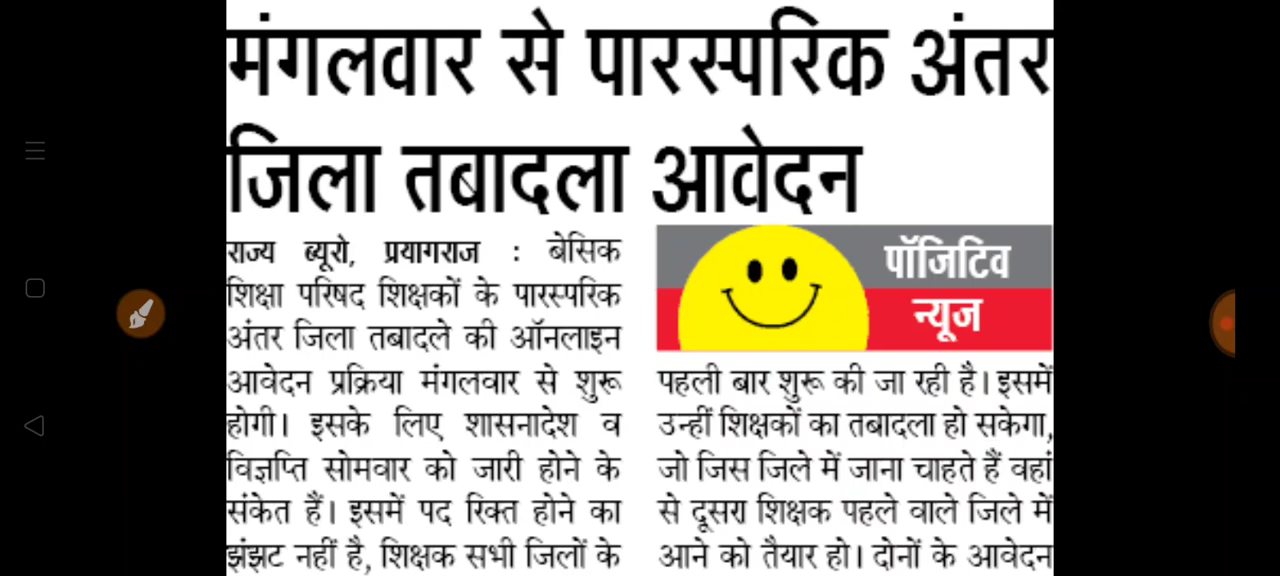 मंगलवार से पारस्परिक अंतर
जिला तबादला आवेदन
राज्य ब्यूरो, प्रयागराज : बेसिक
शिक्षा परिषद शिक्षकों के पारस्परिक
अंतर जिला तबादले की ऑनलाइन
आवेदन प्रक्रिया मंगलवार से शुरू
होगी। इसके लिए शासनादेश व
विज्ञप्ति सोमवार को जारी होने के
संकेत हैं। इसमें पद रिक्त होने का
झंझट नहीं है, शिक्षक सभी जिलों के
पॉजिटिव
न्यूज
पहली बार शुरू की जा रही है। इसमें
उन्हीं शिक्षकों का तबादला हो सकेगा,
जो जिस जिले में जाना चाहते हैं वहां
से दूसरा शिक्षक पहले वाले जिले में
आने को तैयार हो। दोनों के आवेदन